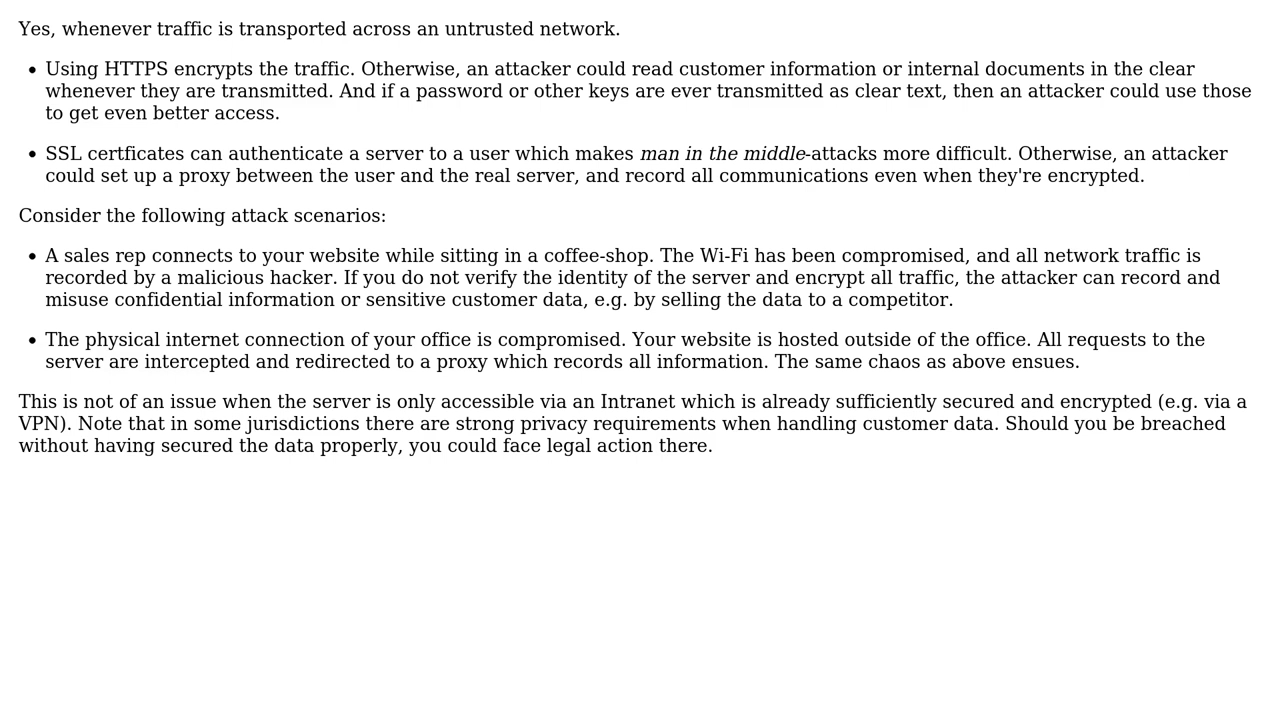 Yes, whenever traffic is transported across an untrusted network.
• Using HTTPS encrypts the traffic. Otherwise, an attacker could read customer information or internal documents in the clear
whenever they are transmitted. And if a password or other keys are ever transmitted as clear text, then an attacker could use those
to get even better access.
• SSL certficates can authenticate a server to a user which makes man in the middle-attacks more difficult. Otherwise, an attacker
could set up a proxy between the user and the real server, and record all communications even when they're encrypted.
Consider the following attack scenarios:
• A sales rep connects to your website while sitting in a coffee-shop. The Wi-Fi has been compromised, and all network traffic is
recorded by a malicious hacker. If you do not verify the identity of the server and encrypt all traffic, the attacker can record and
misuse confidential information or sensitive customer data, e.g. by selling the data to a competitor.
• The physical internet connection of your office is compromised. Your website is hosted outside of the office. All requests to the
server are intercepted and redirected to a proxy which records all information. The same chaos as above ensues.
This is not of an issue when the server is only accessible via an Intranet which is already sufficiently secured and encrypted (e.g. via a
VPN). Note that in some jurisdictions there are strong privacy requirements when handling customer data. Should you be breached
without having secured the data properly, you could face legal action there.